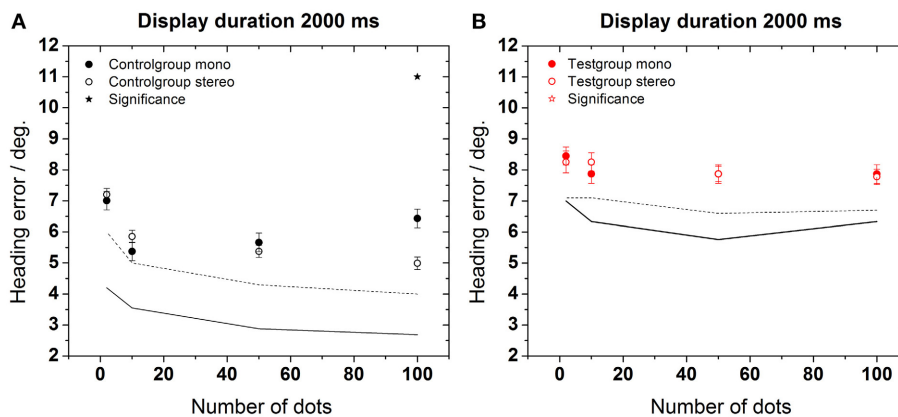 A
Display duration 2000 ms
12
11
10
9
8
7
6
5
4
3
2
Heading error / deg.
Controlgroup mono
Controlgroup stereo
Significance
0 20 40 60 80 100
Number of dots
B
Display duration 2000 ms
12
11
10
9
8
7
6
5
4
3
2
Heading error / deg.
Testgroup mono
Testgroup stereo
Significance
0 20 40 60 80 100
Number of dots